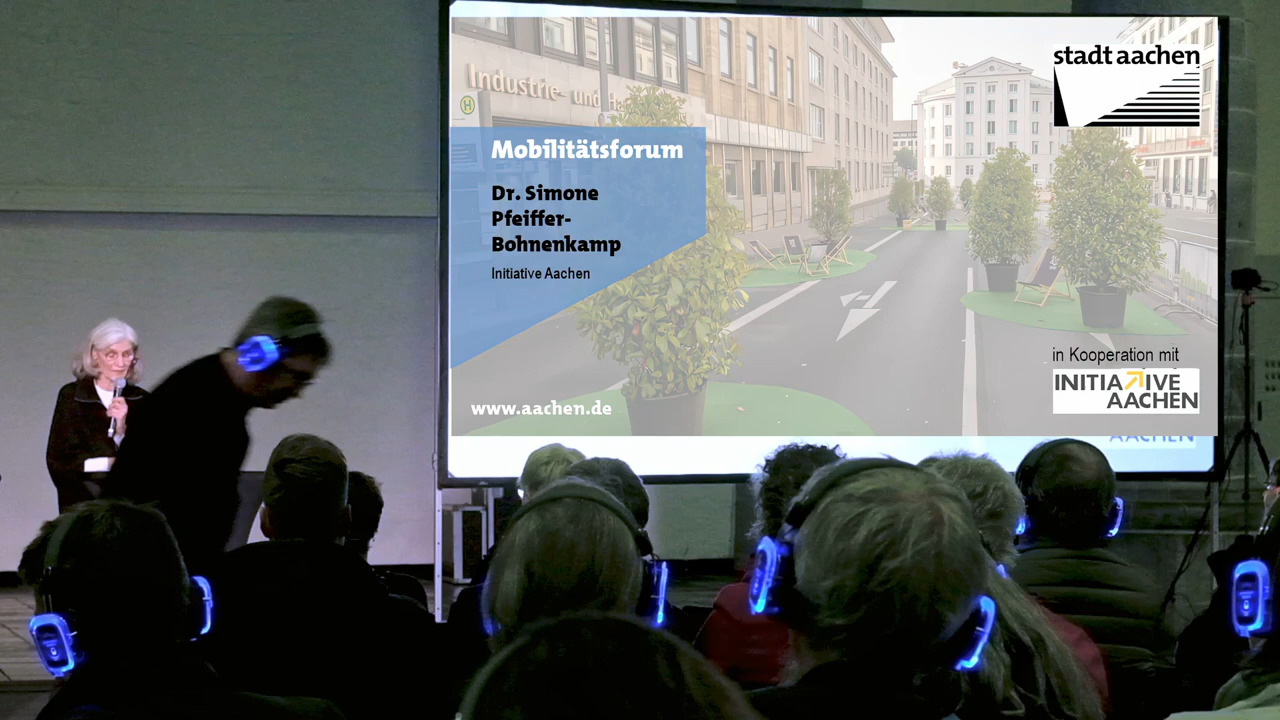 Industrie- und Ha
H
stadt aachen
Mobilitätsforum
Dr. Simone
Pfeiffer-
Bohnenkamp
Initiative Aachen
in Kooperation mit
INITIATIVE
AACHEN
www.aachen.de
AACHEN